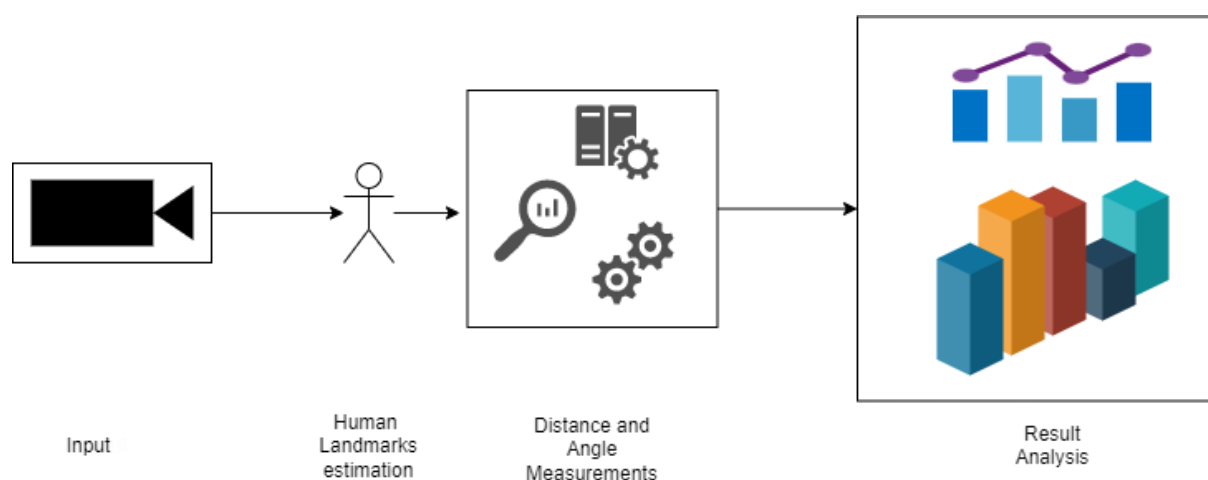 Input
Human
Landmarks
estimation
Distance and
Angle
Measurements
Result
Analysis